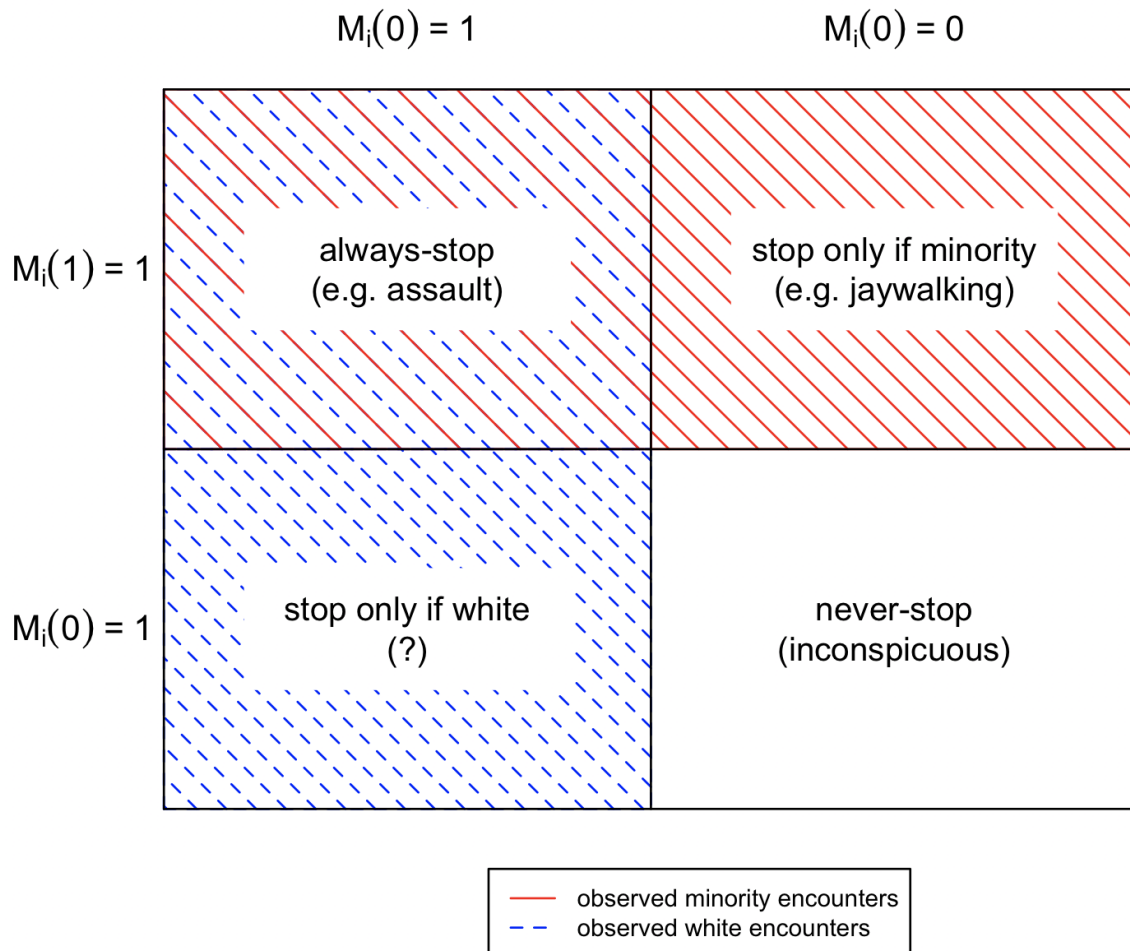 Mᵢ(0) = 1
Mᵢ(0) = 0
Mᵢ(1) = 1
always-stop
(e.g. assault)
stop only if minority
(e.g. jaywalking)
Mᵢ(0) = 1
stop only if white
(?)
never-stop
(inconspicuous)
observed minority encounters
observed white encounters